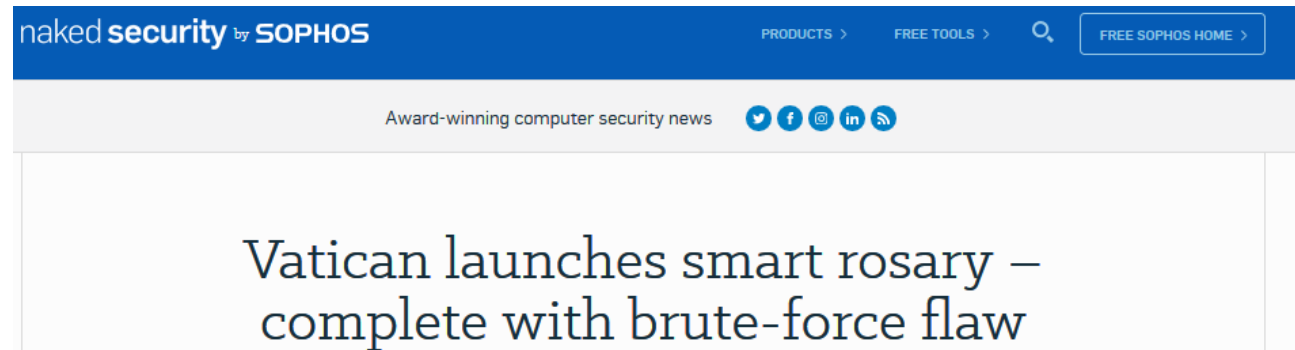 naked security by SOPHOS
PRODUCTS >
FREE TOOLS >
FREE SOPHOS HOME >
Award-winning computer security news
Vatican launches smart rosary –
complete with brute-force flaw